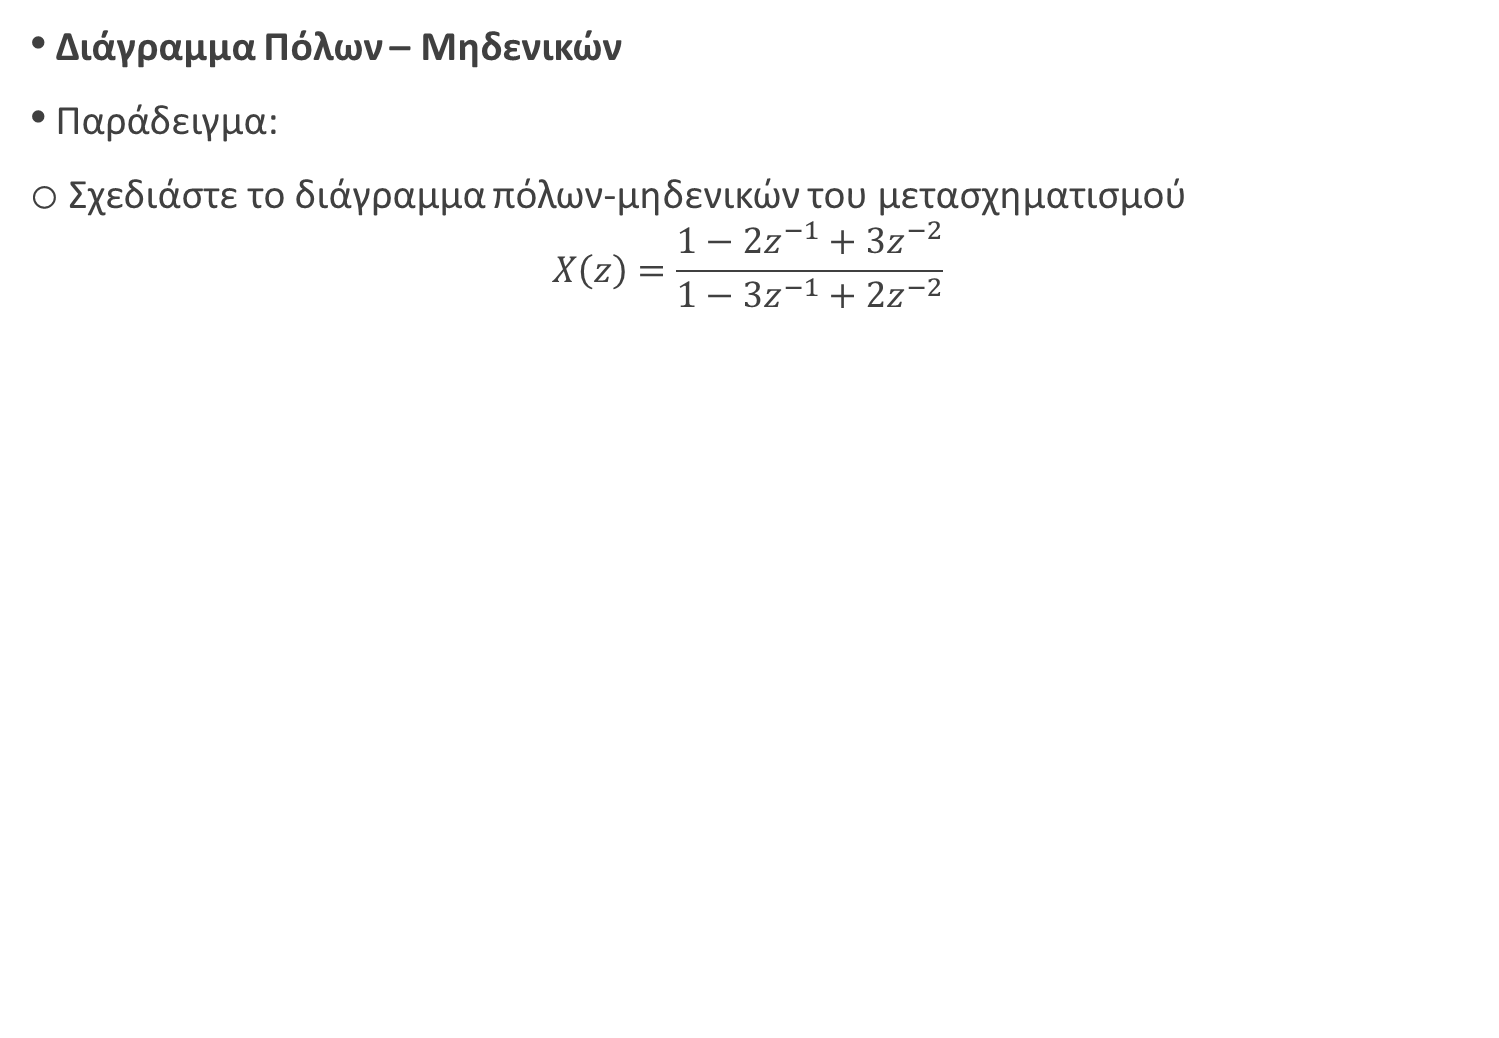 • Διάγραμμα Πόλων – Μηδενικών
• Παράδειγμα:
○ Σχεδιάστε το διάγραμμα πόλων-μηδενικών του μετασχηματισμού
𝑋(𝑧) = (1 − 2𝑧⁻¹ + 3𝑧⁻²) / (1 − 3𝑧⁻¹ + 2𝑧⁻²)